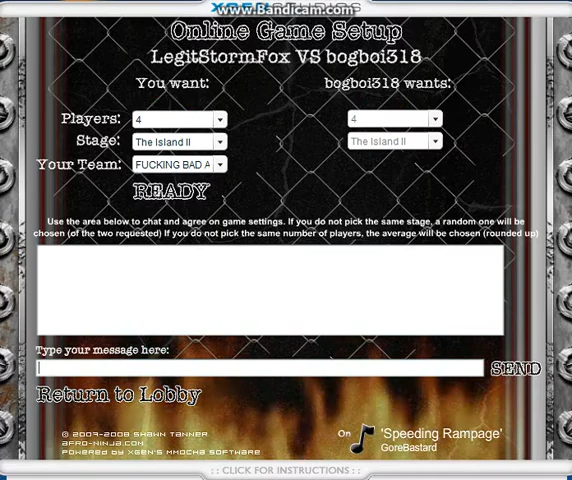 www.Bandicam.com
Online Game Setup
LegitStormFox VS bogboi318
You want:
bogboi318 wants:
Players:
4
4
Stage:
The Island II
The Island II
Your Team:
FUCKING BAD A
READY
Use the area below to chat and agree on game settings. If you do not pick the same stage, a random one will be
chosen (of the two requested) If you do not pick the same number of players, the average will be chosen (rounded up)
Type your message here:
SEND
Return to Lobby
© 2007-2008 Shawn Tanner
afro-ninja.com
Powered by XGen's MMOcha Software
On
'Speeding Rampage'
GoreBastard
:: CLICK FOR INSTRUCTIONS ::